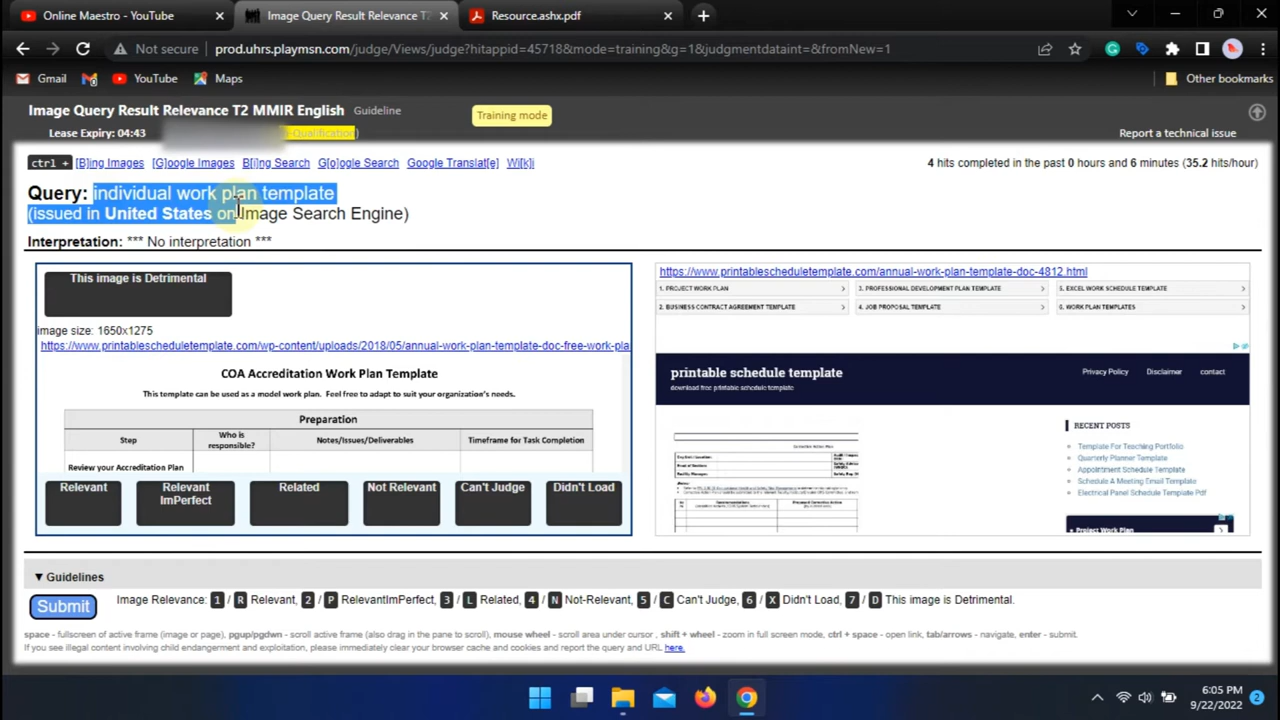 Online Maestro - YouTube
Image Query Result Relevance T2
Resource.ashx.pdf
Not secure
prod.uhrs.playmsn.com/judge/Views/judge?hitappid=45718&mode=training&g=1&judgmentdataint=&fromNew=1
Gmail
YouTube
Maps
Other bookmarks
Image Query Result Relevance T2 MMIR English
Guideline
Training mode
Lease Expiry: 04:43
-Qualification)
Report a technical issue
ctrl + [B]ing Images [G]oogle Images B[i]ng Search G[o]ogle Search Google Translat[e] Wi[k]i
4 hits completed in the past 0 hours and 6 minutes (35.2 hits/hour)
Query: individual work plan template
(issued in United States on Image Search Engine)
Interpretation: *** No interpretation ***
This image is Detrimental
image size: 1650x1275
https://www.printablescheduletemplate.com/wp-content/uploads/2018/05/annual-work-plan-template-doc-free-work-pla
COA Accreditation Work Plan Template
This template can be used as a model work plan. Feel free to adapt to suit your organization's needs.
Preparation
Step
Who is
responsible?
Notes/Issues/Deliverables
Timeframe for Task Completion
Review your Accreditation Plan
Relevant
Relevant
ImPerfect
Related
Not Relevant
Can't Judge
Didn't Load
https://www.printablescheduletemplate.com/annual-work-plan-template-doc-4812.html
1. PROJECT WORK PLAN
3. PROFESSIONAL DEVELOPMENT PLAN TEMPLATE
5. EXCEL WORK SCHEDULE TEMPLATE
2. BUSINESS CONTRACT AGREEMENT TEMPLATE
4. JOB PROPOSAL TEMPLATE
6. WORK PLAN TEMPLATES
printable schedule template
download free printable schedule template
Privacy Policy
Disclaimer
contact
RECENT POSTS
Template For Teaching Portfolio
Quarterly Planner Template
Appointment Schedule Template
Schedule & Meeting Email Template
Electrical Panel Schedule Template Pdf
Project Work Plan
▼ Guidelines
Submit
Image Relevance: 1 / R Relevant, 2 / P RelevantImPerfect, 3 / L Related, 4 / N Not-Relevant, 5 / C Can't Judge, 6 / X Didn't Load, 7 / D This image is Detrimental.
space - fullscreen of active frame (image or page), pgup/pgdwn - scroll active frame (also drag in the pane to scroll), mouse wheel - scroll area under cursor , shift + wheel - zoom in full screen mode, ctrl + space - open link, tab/arrows - navigate, enter - submit.
If you see illegal content involving child endangerment and exploitation, please immediately clear your browser cache and cookies and report the query and URL here.
6:05 PM
9/22/2022
2